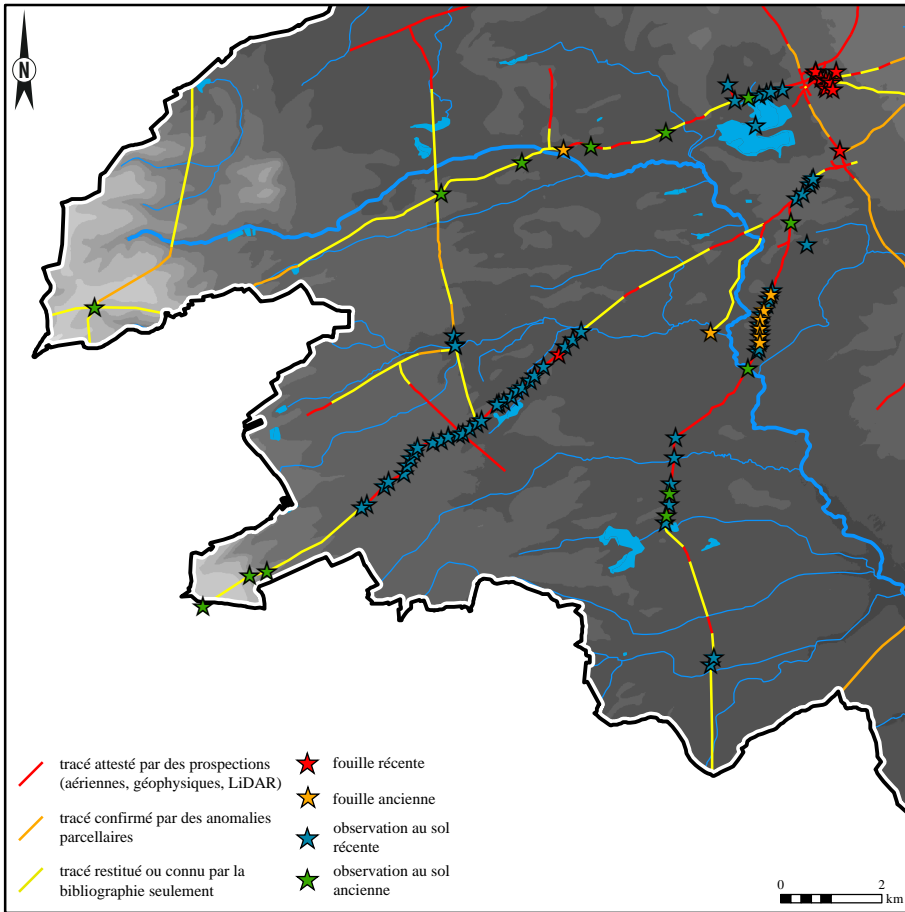 N
tracé attesté par des prospections
(aériennes, géophysiques, LiDAR)
tracé confirmé par des anomalies
parcellaires
tracé restitué ou connu par la
bibliographie seulement
fouille récente
fouille ancienne
observation au sol
récente
observation au sol
ancienne
0 2
km